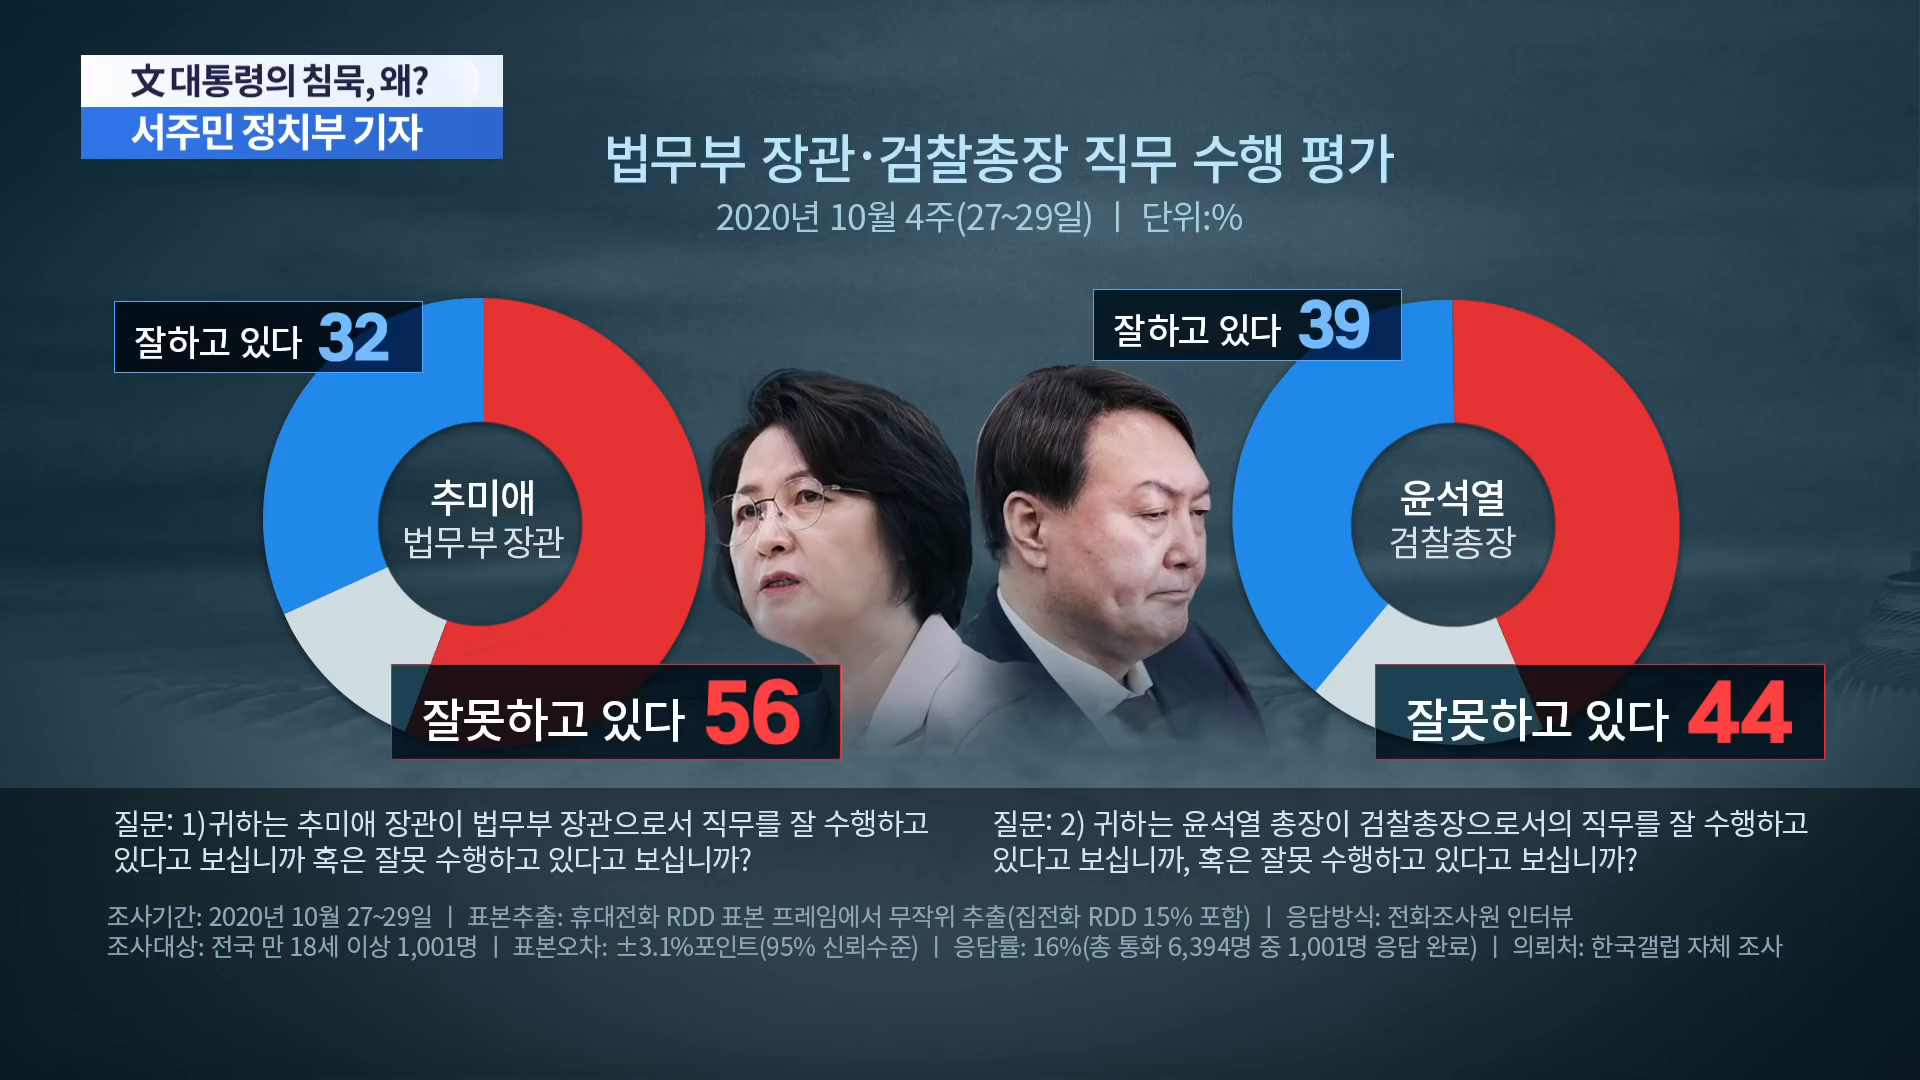 文대통령의 침묵, 왜?
서주민 정치부 기자
법무부 장관·검찰총장 직무 수행 평가
2020년 10월 4주(27~29일) ㅣ 단위:%
잘하고 있다 32
추미애
법무부 장관
잘못하고 있다 56
잘하고 있다 39
윤석열
검찰총장
잘못하고 있다 44
질문: 1)귀하는 추미애 장관이 법무부 장관으로서 직무를 잘 수행하고
있다고 보십니까 혹은 잘못 수행하고 있다고 보십니까?
질문: 2) 귀하는 윤석열 총장이 검찰총장으로서의 직무를 잘 수행하고
있다고 보십니까, 혹은 잘못 수행하고 있다고 보십니까?
조사기간: 2020년 10월 27~29일 ㅣ 표본추출: 휴대전화 RDD 표본 프레임에서 무작위 추출(집전화 RDD 15% 포함) ㅣ 응답방식: 전화조사원 인터뷰
조사대상: 전국 만 18세 이상 1,001명 ㅣ 표본오차: ±3.1%포인트(95% 신뢰수준) ㅣ 응답률: 16%(총 통화 6,394명 중 1,001명 응답 완료) ㅣ 의뢰처: 한국갤럽 자체 조사